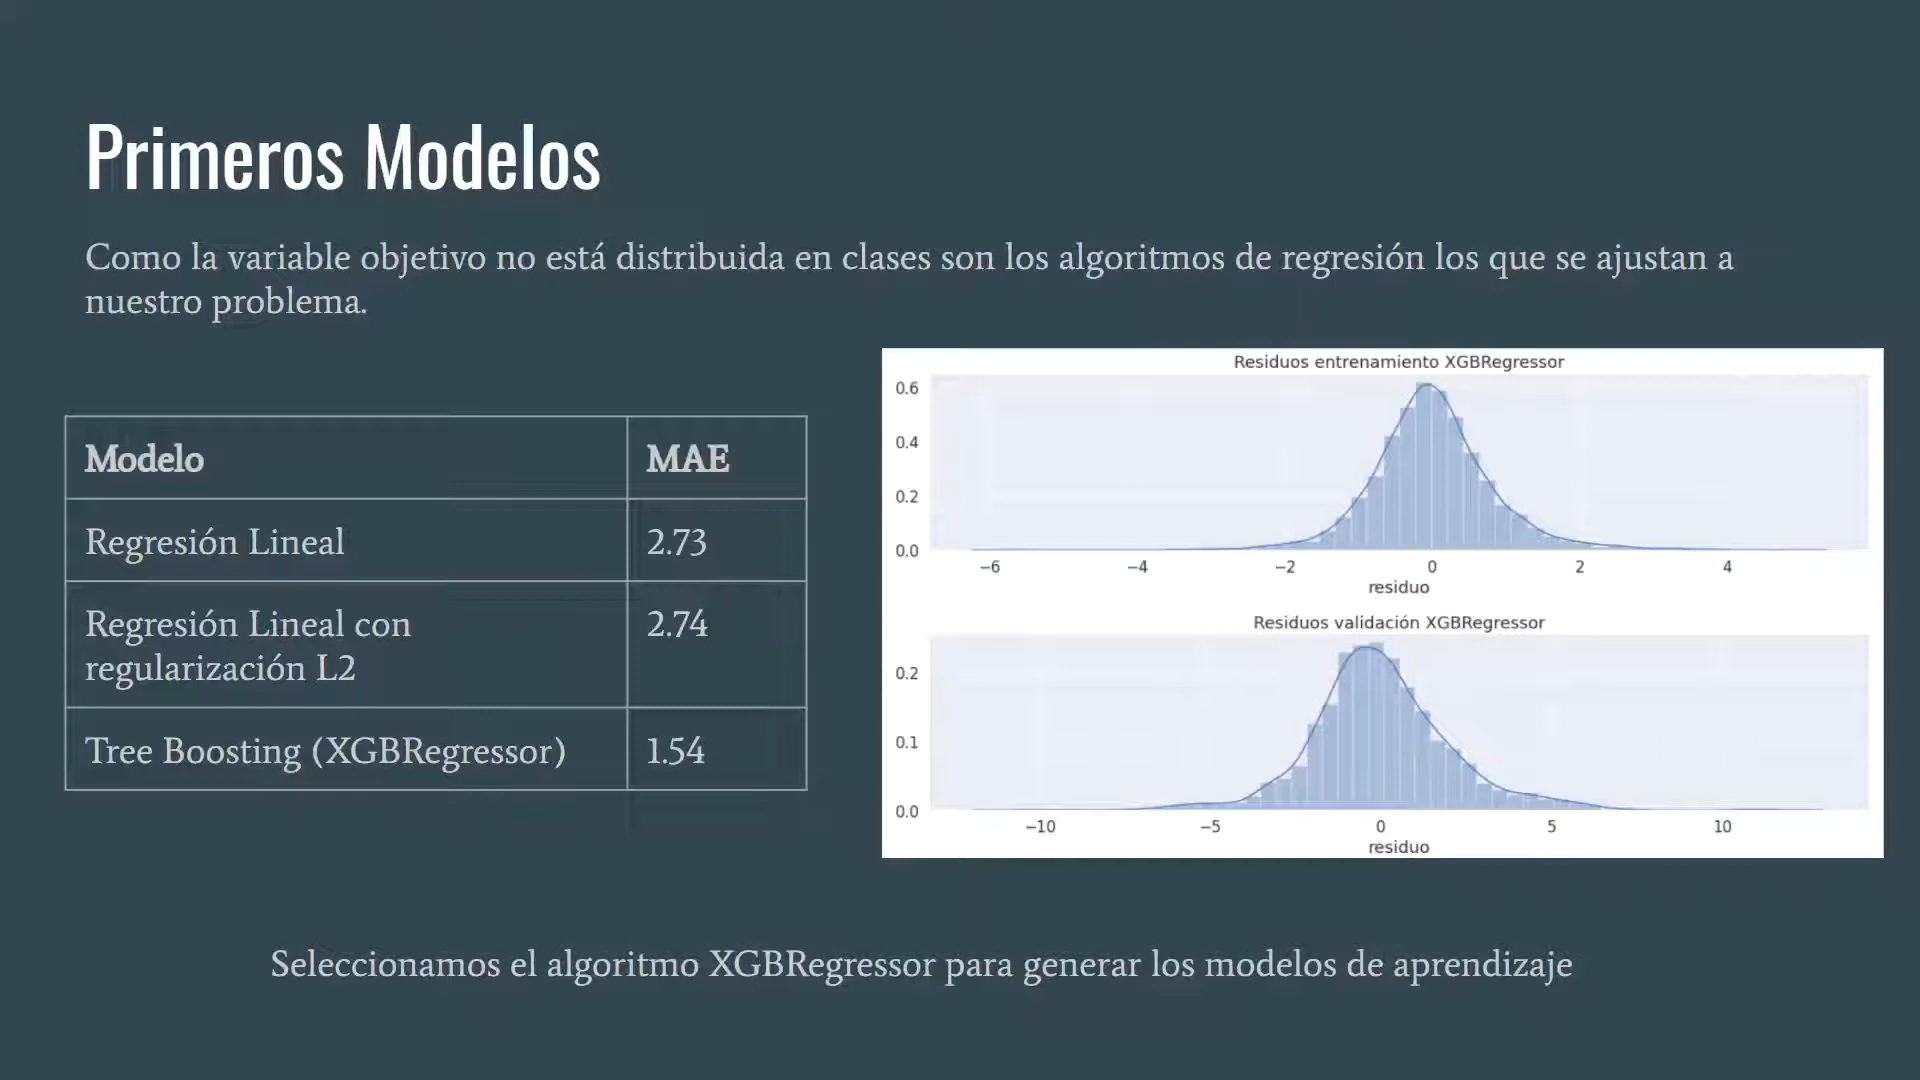 Primeros Modelos
Como la variable objetivo no está distribuida en clases son los algoritmos de regresión los que se ajustan a
nuestro problema.
Modelo MAE
Regresión Lineal 2.73
Regresión Lineal con 2.74
regularización L2
Tree Boosting (XGBRegressor) 1.54
Residuos entrenamiento XGBRegressor
0.6
0.4
0.2
0.0
−6 −4 −2 0 2 4
residuo
Residuos validación XGBRegressor
0.2
0.1
0.0
−10 −5 0 5 10
residuo
Seleccionamos el algoritmo XGBRegressor para generar los modelos de aprendizaje